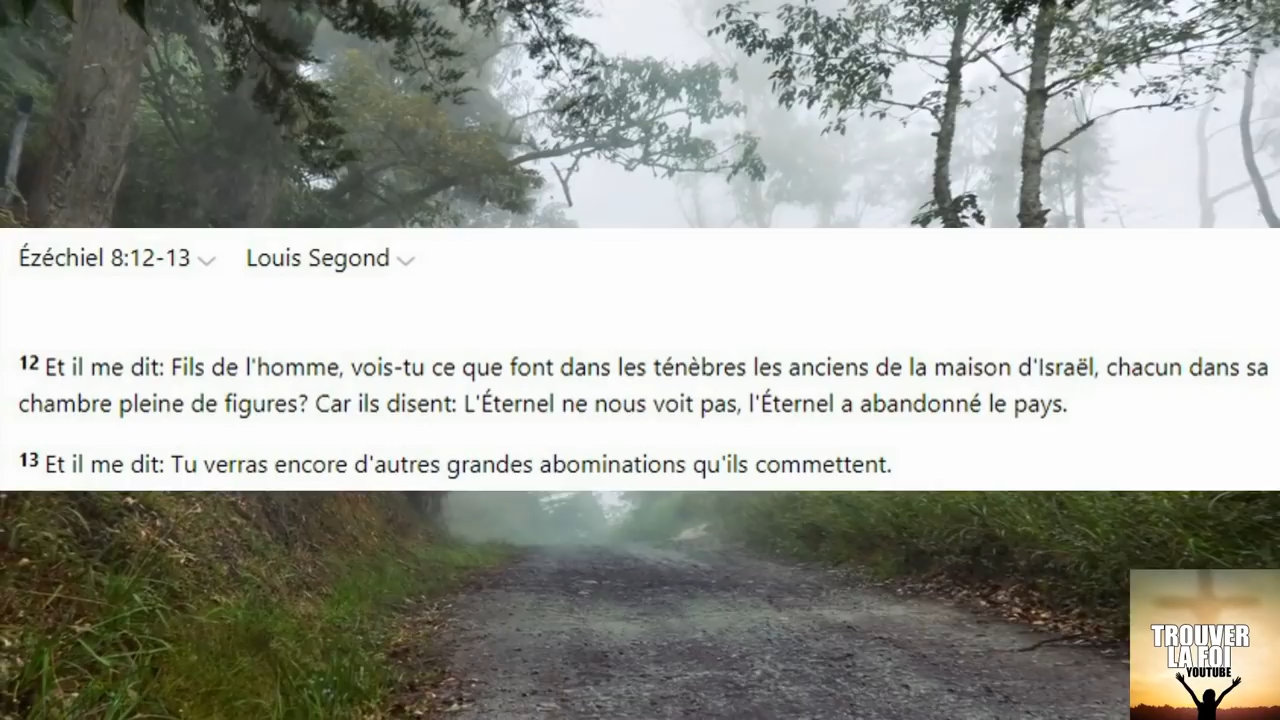 Ézéchiel 8:12-13 Louis Segond
12 Et il me dit: Fils de l'homme, vois-tu ce que font dans les ténèbres les anciens de la maison d'Israël, chacun dans sa
chambre pleine de figures? Car ils disent: L'Éternel ne nous voit pas, l'Éternel a abandonné le pays.
13 Et il me dit: Tu verras encore d'autres grandes abominations qu'ils commettent.
TROUVER
LA FOI
YOUTUBE